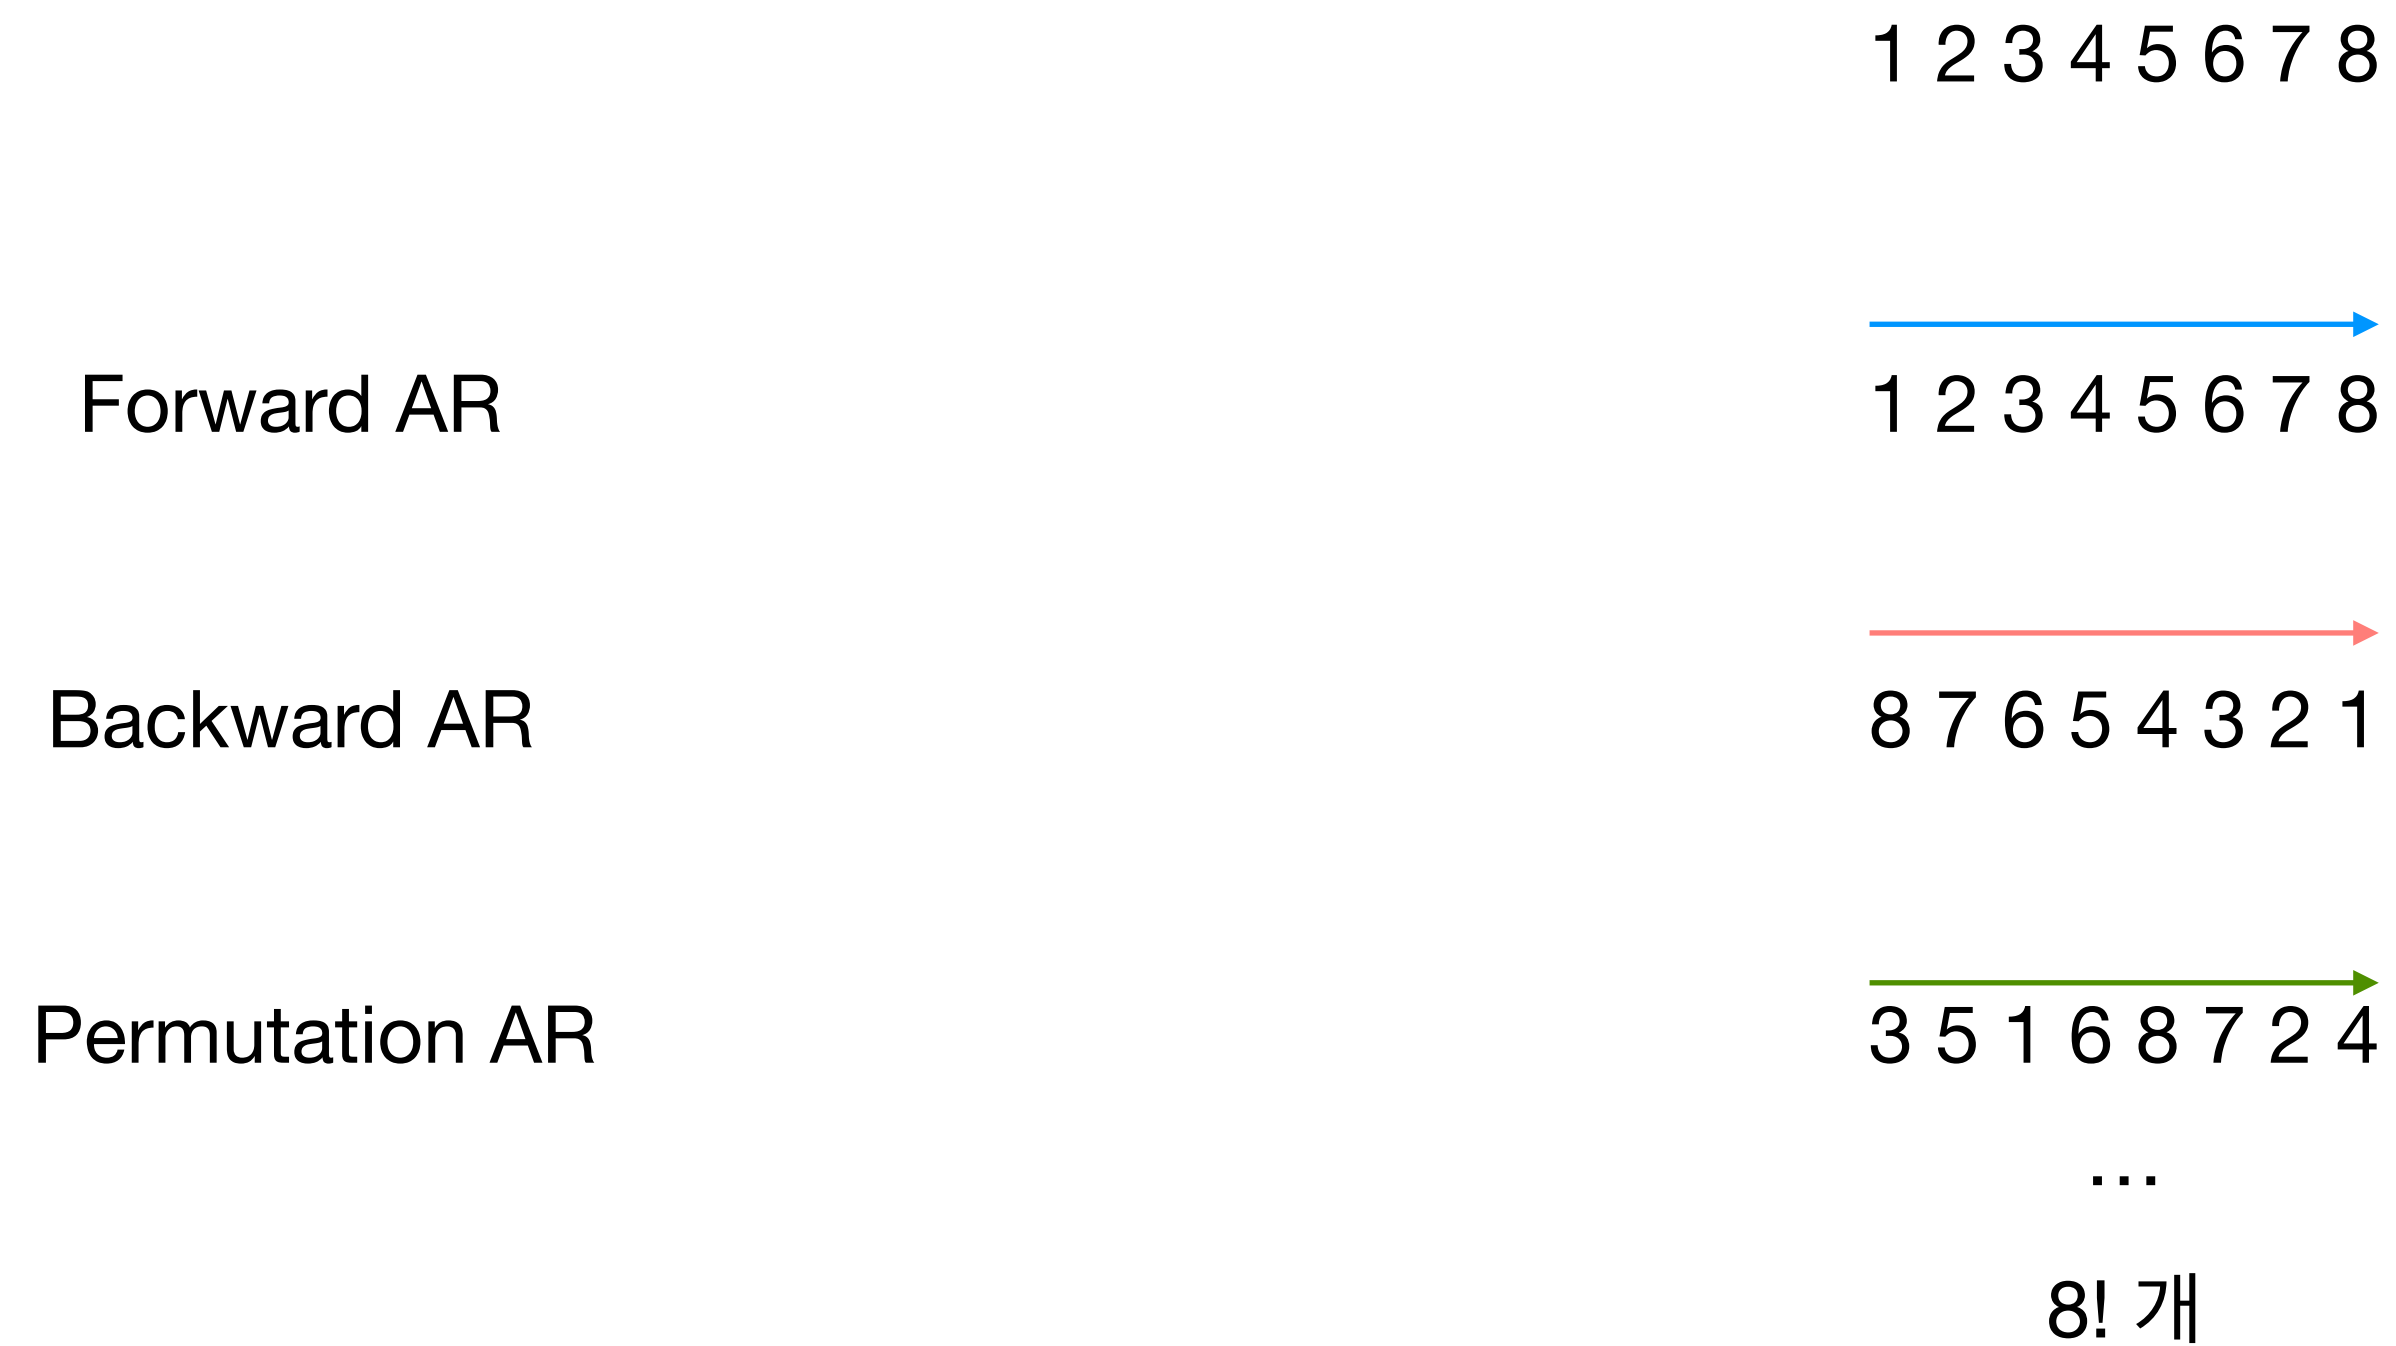 1 2 3 4 5 6 7 8
Forward AR 1 2 3 4 5 6 7 8
Backward AR 8 7 6 5 4 3 2 1
Permutation AR 3 5 1 6 8 7 2 4
...
8! 개